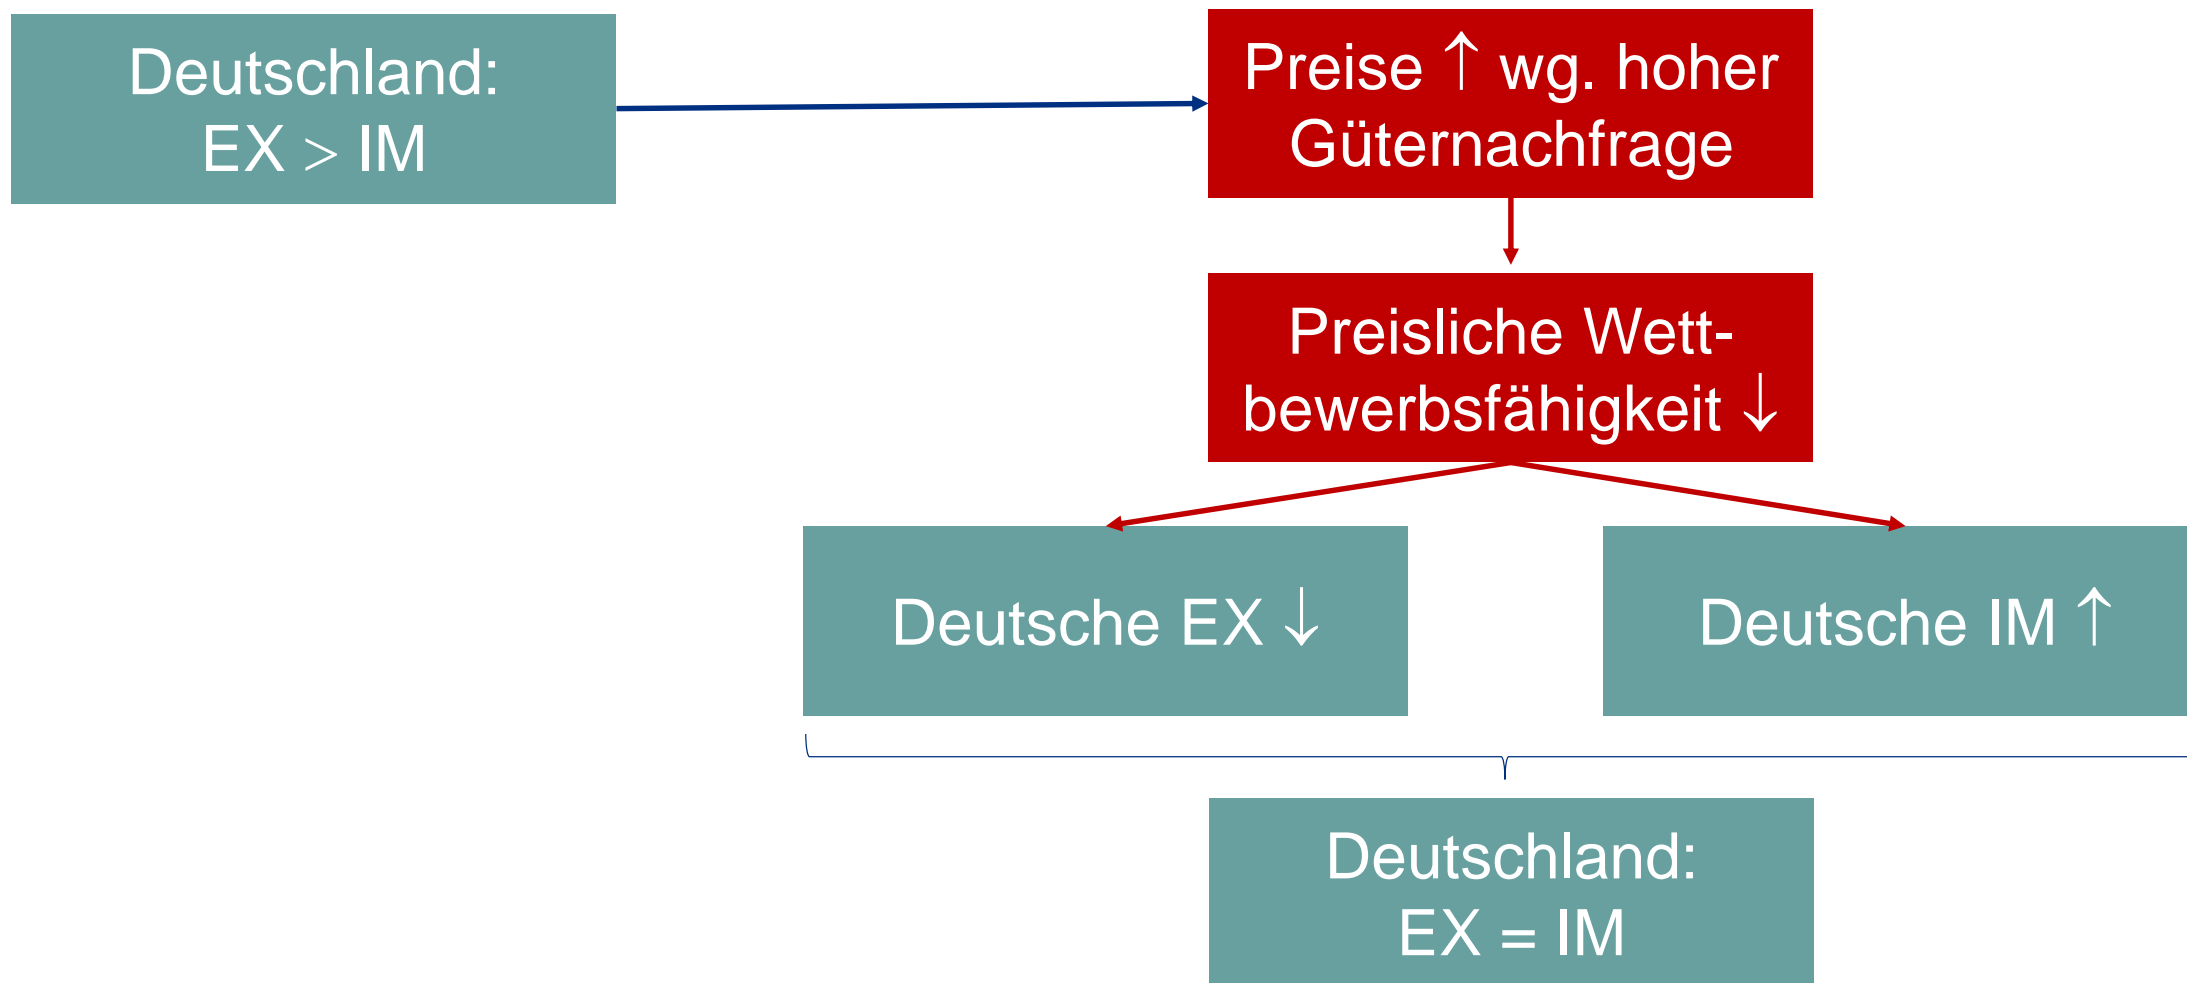 Deutschland:
EX > IM
Preise ↑ wg. hoher
Güternachfrage
Preisliche Wett-
bewerbsfähigkeit ↓
Deutsche EX ↓
Deutsche IM ↑
Deutschland:
EX = IM